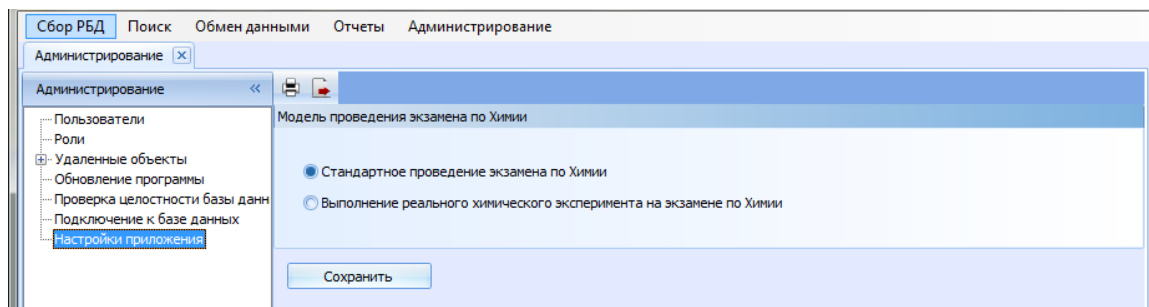 Сбор РБД Поиск Обмен данными Отчеты Администрирование
Администрирование
Администрирование
Модель проведения экзамена по Химии
Пользователи
Роли
Удаленные объекты
Обновление программы
Проверка целостности базы данн
Подключение к базе данных
Настройки приложения
Стандартное проведение экзамена по Химии
Выполнение реального химического эксперимента на экзамене по Химии
Сохранить